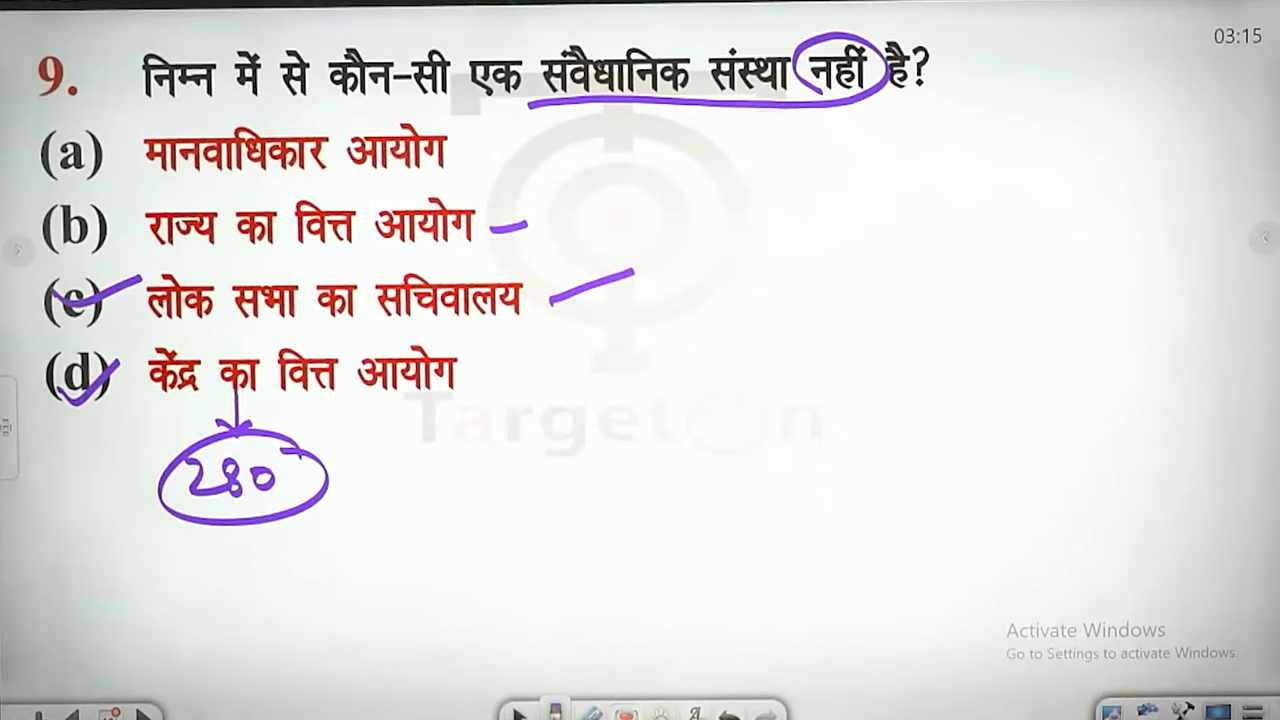 03:15
9. निम्न में से कौन-सी एक संवैधानिक संस्था नहीं है?
(a) मानवाधिकार आयोग
(b) राज्य का वित्त आयोग
(c) लोक सभा का सचिवालय
(d) केंद्र का वित्त आयोग
280
TargetOn
Activate Windows
Go to Settings to activate Windows.